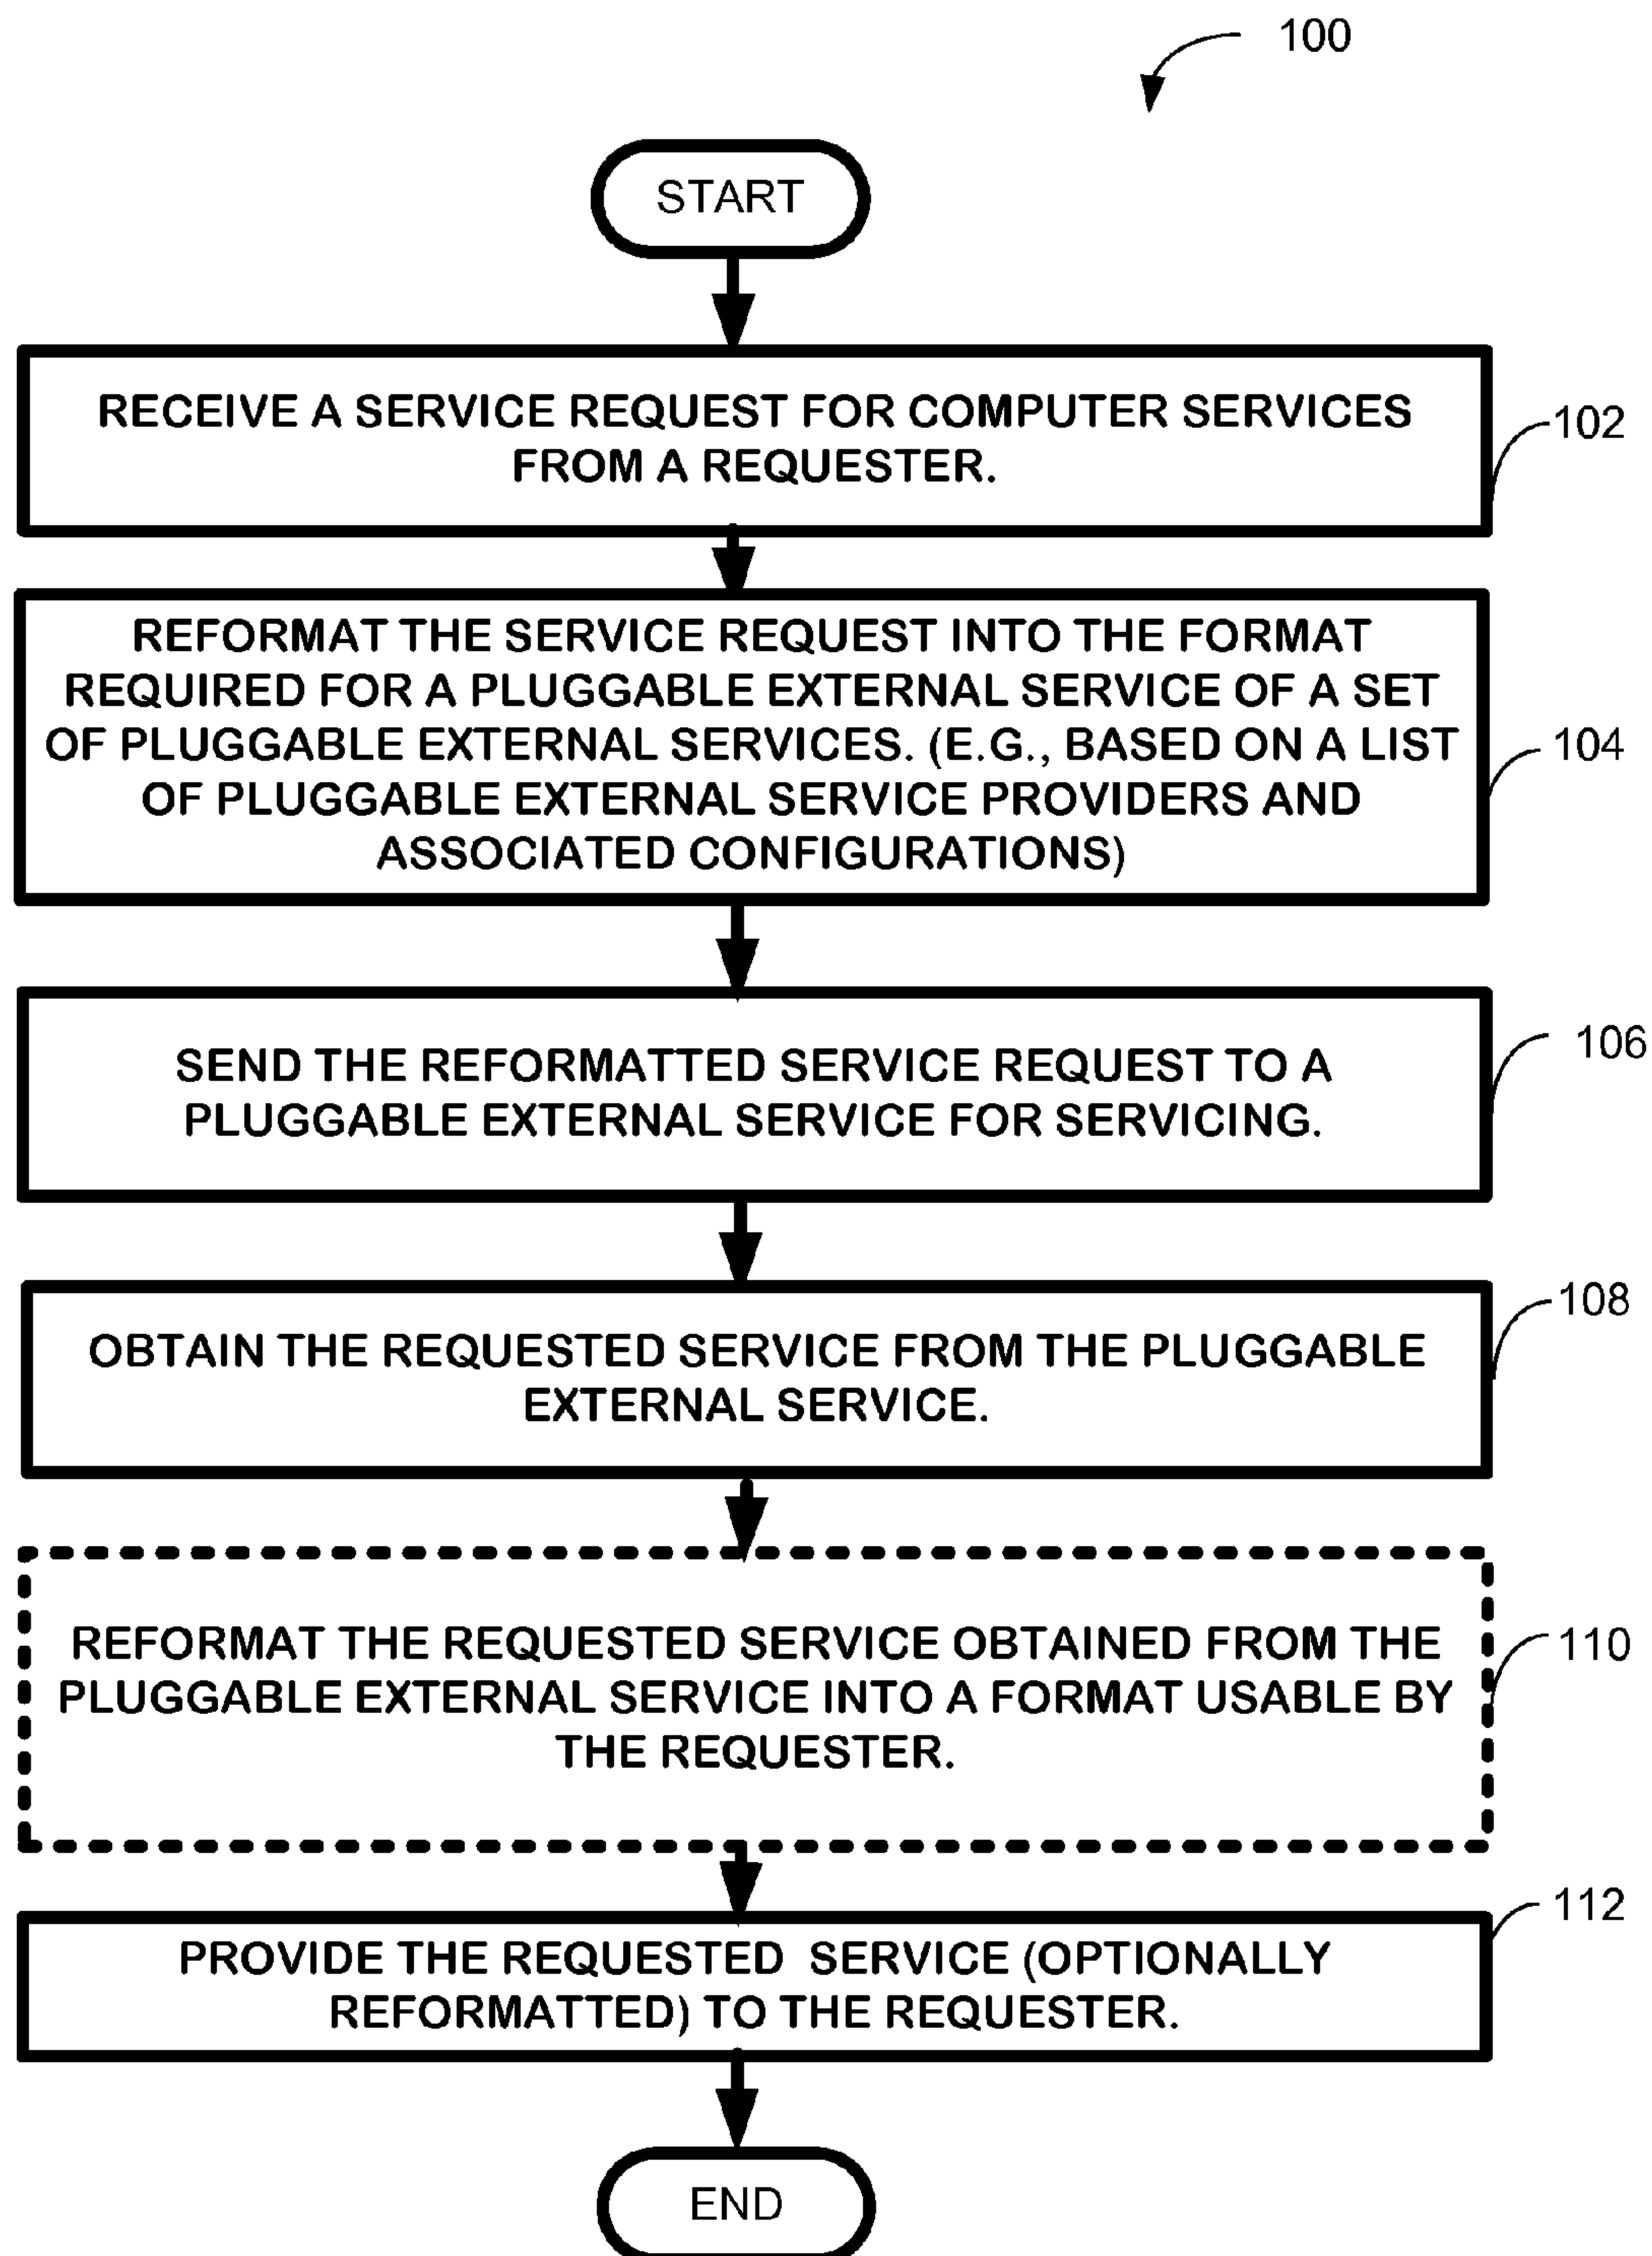 100
START
RECEIVE A SERVICE REQUEST FOR COMPUTER SERVICES
FROM A REQUESTER.
102
REFORMAT THE SERVICE REQUEST INTO THE FORMAT
REQUIRED FOR A PLUGGABLE EXTERNAL SERVICE OF A SET
OF PLUGGABLE EXTERNAL SERVICES. (E.G., BASED ON A LIST
OF PLUGGABLE EXTERNAL SERVICE PROVIDERS AND
ASSOCIATED CONFIGURATIONS)
104
SEND THE REFORMATTED SERVICE REQUEST TO A
PLUGGABLE EXTERNAL SERVICE FOR SERVICING.
106
OBTAIN THE REQUESTED SERVICE FROM THE PLUGGABLE
EXTERNAL SERVICE.
108
REFORMAT THE REQUESTED SERVICE OBTAINED FROM THE
PLUGGABLE EXTERNAL SERVICE INTO A FORMAT USABLE BY
THE REQUESTER.
110
PROVIDE THE REQUESTED SERVICE (OPTIONALLY
REFORMATTED) TO THE REQUESTER.
112
END